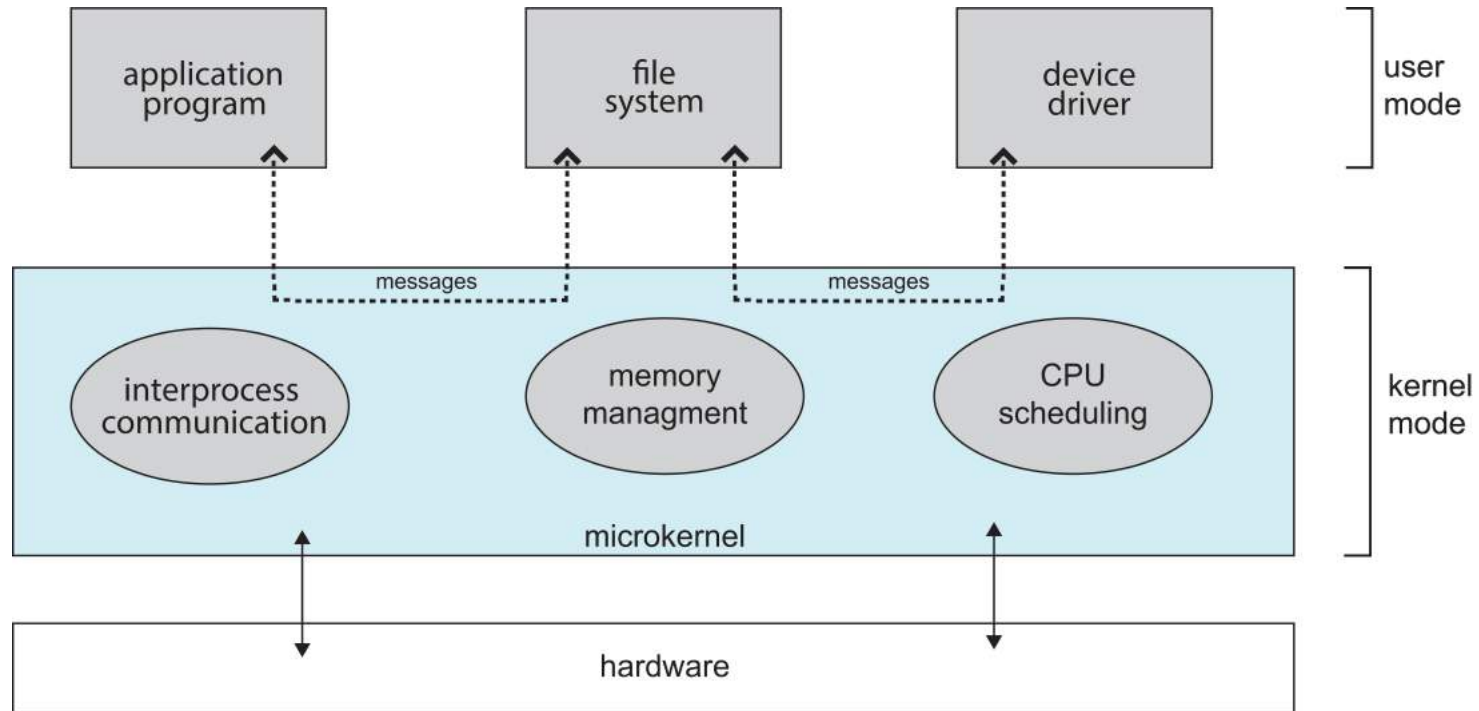 application
program
file
system
device
driver
user
mode
messages
messages
interprocess
communication
memory
managment
CPU
scheduling
kernel
mode
microkernel
hardware